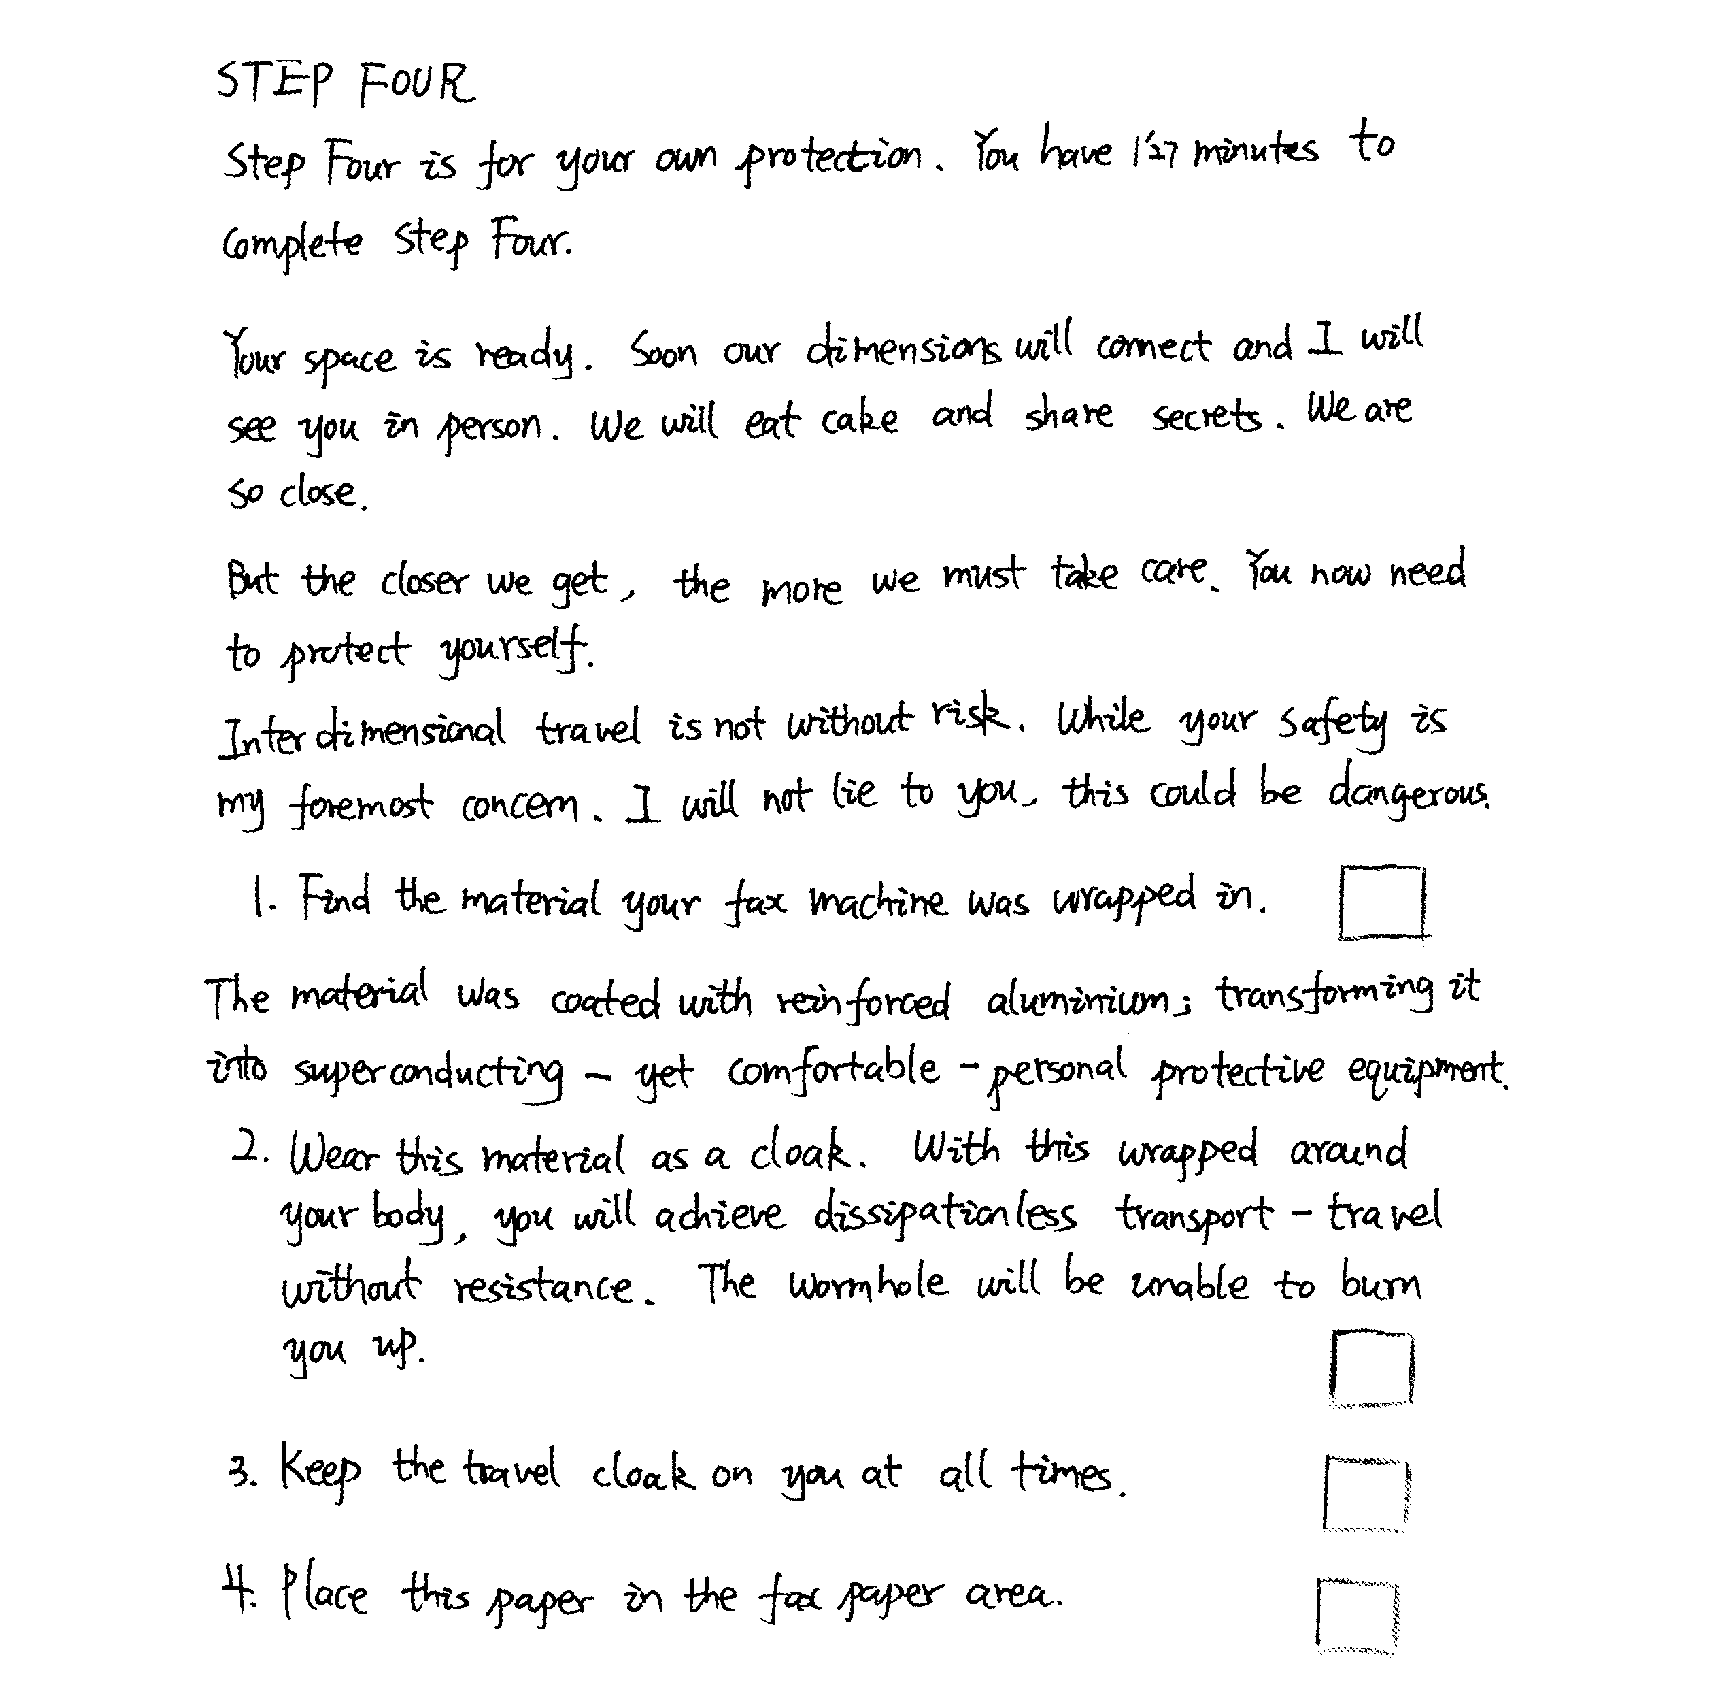 STEP FOUR
Step Four is for your own protection. You have 1'27 minutes to
complete Step Four.
Your space is ready. Soon our dimensions will connect and I will
see you in person. We will eat cake and share secrets. We are
so close.
But the closer we get, the more we must take care. You now need
to protect yourself.
Interdimensional travel is not without risk. While your safety is
my foremost concern. I will not lie to you, this could be dangerous.
1. Find the material your fax machine was wrapped in.
The material was coated with reinforced aluminium; transforming it
into superconducting - yet comfortable - personal protective equipment.
2. Wear this material as a cloak. With this wrapped around
your body, you will achieve dissipationless transport - travel
without resistance. The wormhole will be unable to burn
you up.
3. Keep the travel cloak on you at all times.
4. Place this paper in the fax paper area.